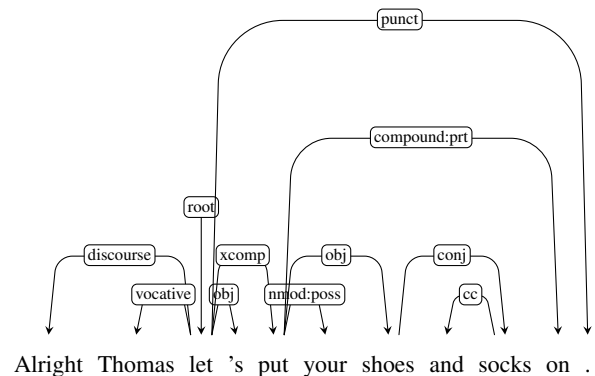 punct
compound:prt
root
discourse xcomp obj conj
vocative obj nmod:poss cc
Alright Thomas let 's put your shoes and socks on .